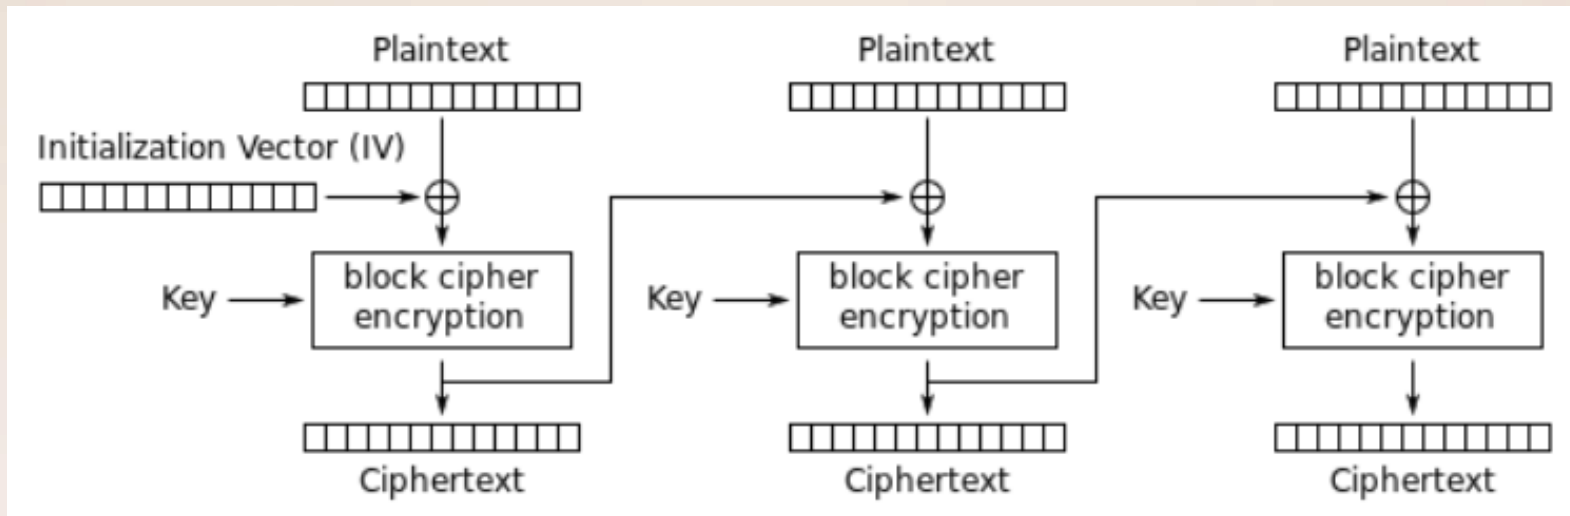 Plaintext
Plaintext
Plaintext
Initialization Vector (IV)
Key
block cipher
encryption
Key
block cipher
encryption
Key
block cipher
encryption
Ciphertext
Ciphertext
Ciphertext